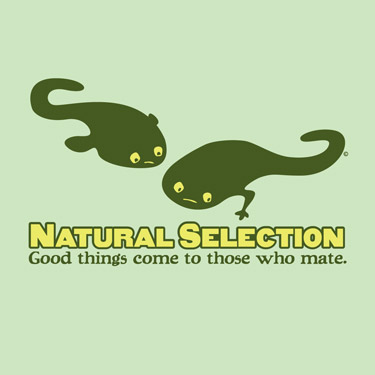 NATURAL SELECTION
Good things come to those who mate.
©